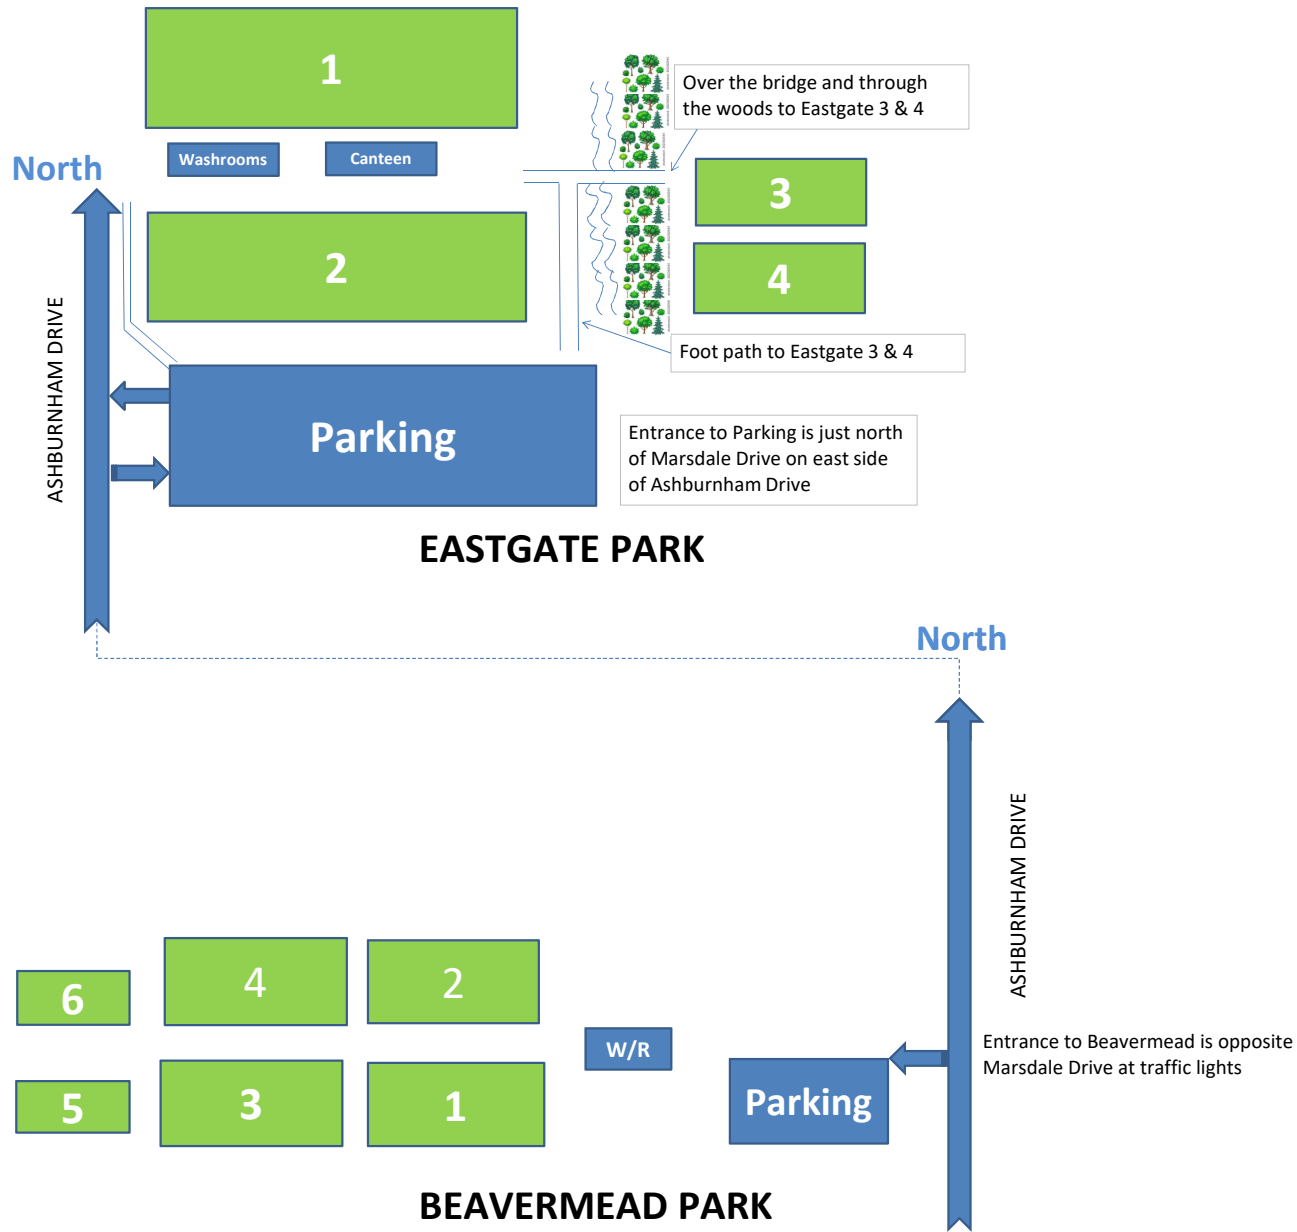 1
Over the bridge and through
the woods to Eastgate 3 & 4
Washrooms
Canteen
North
3
2
4
ASHBURNHAM DRIVE
Foot path to Eastgate 3 & 4
Parking
Entrance to Parking is just north
of Marsdale Drive on east side
of Ashburnham Drive
EASTGATE PARK
North
ASHBURNHAM DRIVE
4
2
6
W/R
Entrance to Beavermead is opposite
Marsdale Drive at traffic lights
5
3
1
Parking
BEAVERMEAD PARK